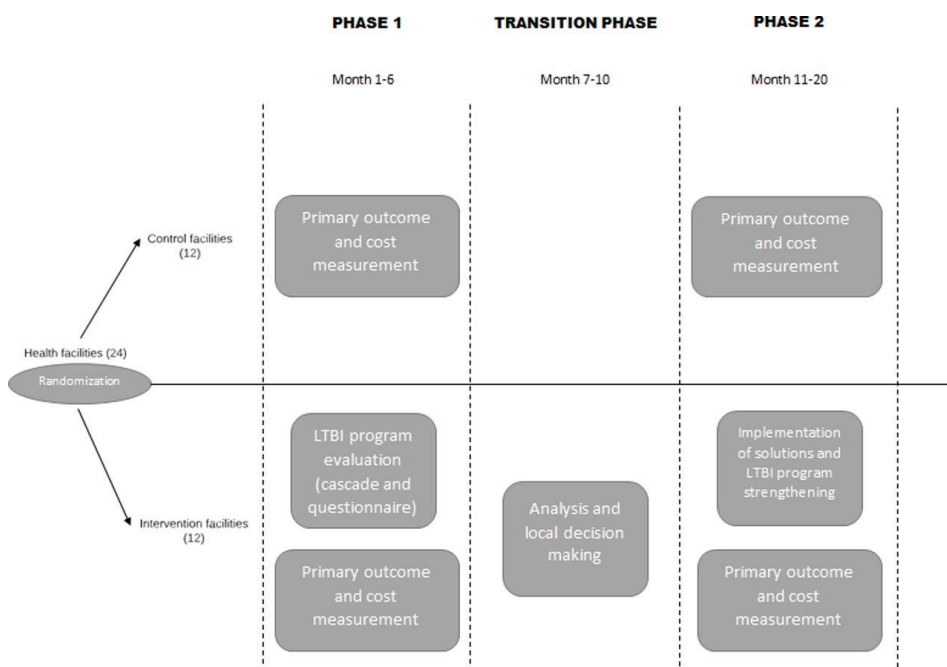 PHASE 1
TRANSITION PHASE
PHASE 2
Month 1-6
Month 7-10
Month 11-20
Primary outcome
and cost
measurement
Primary outcome
and cost
measurement
Control facilities
(12)
Health facilities (24)
Randomization
LTBI program
evaluation
(cascade and
questionnaire)
Implementation
of solutions and
LTBI program
strengthening
Analysis and
local decision
making
Intervention facilities
(12)
Primary outcome
and cost
measurement
Primary outcome
and cost
measurement